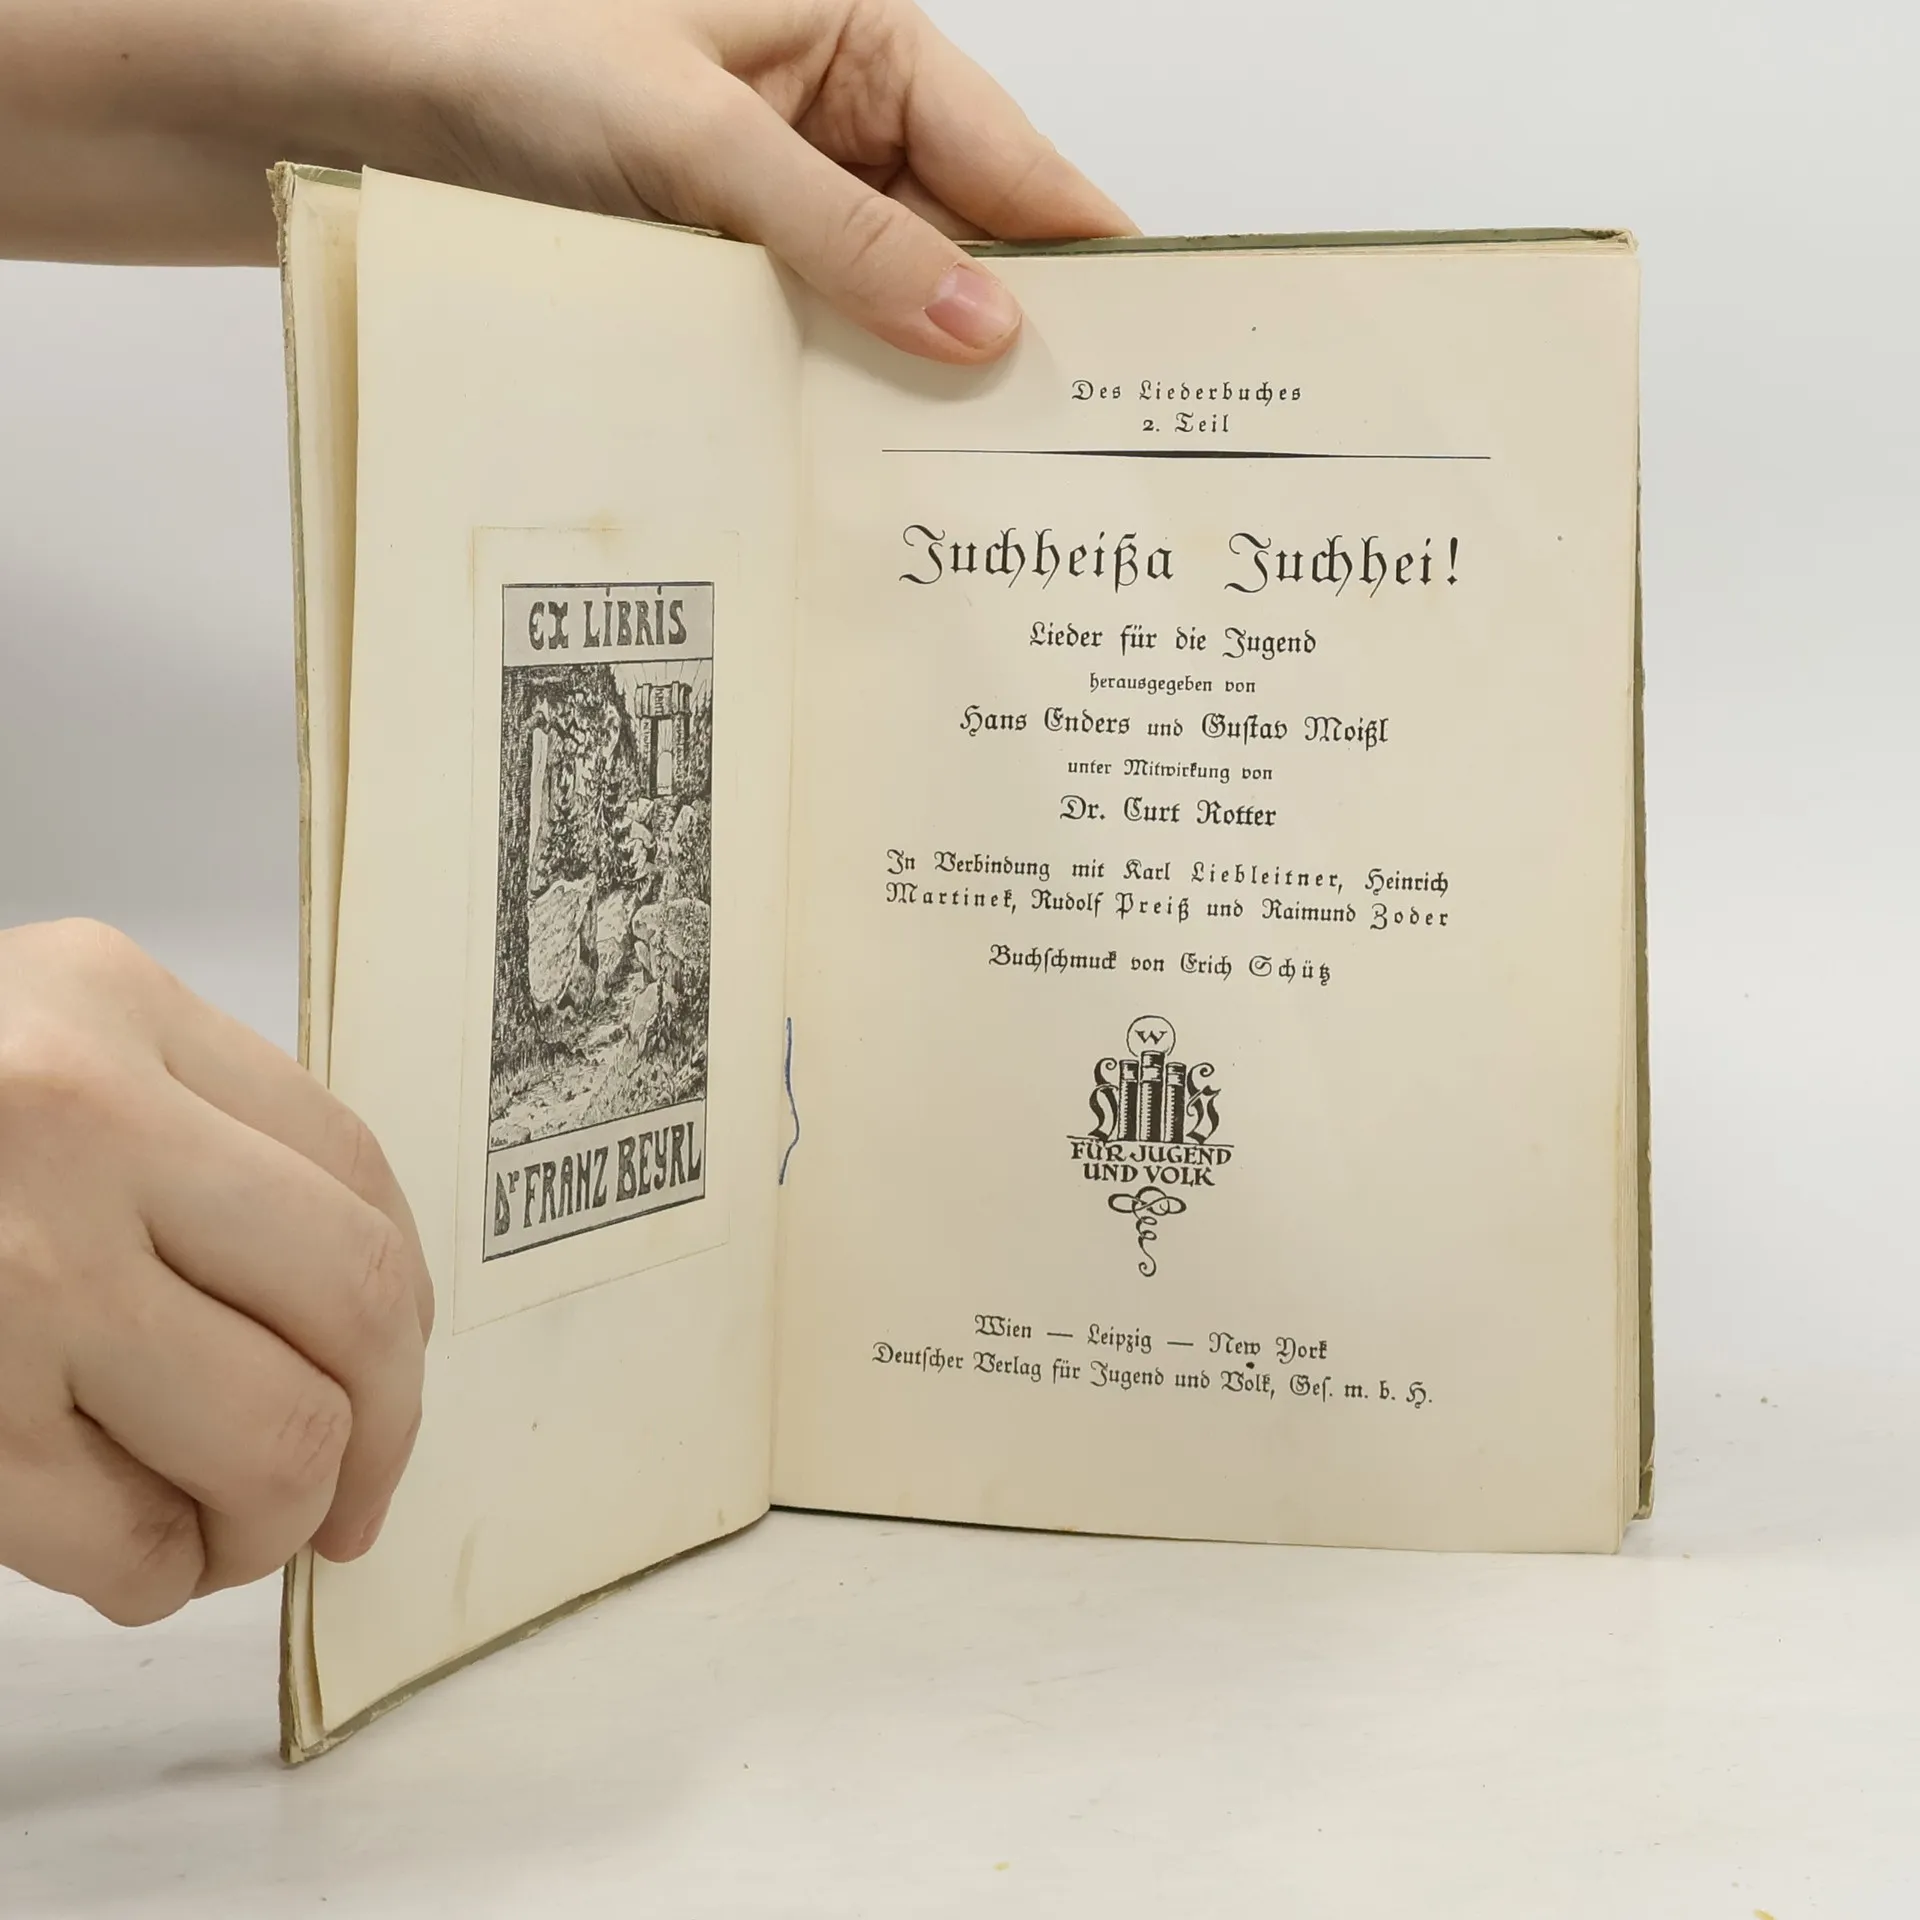 EX LIBRIS
Dr FRANZ BEYRL
Des Liederbuches
2. Teil
Juchheißa Juchhei!
Lieder für die Jugend
herausgegeben von
Hans Enders und Gustav Moißl
unter Mitwirkung von
Dr. Curt Rotter
In Verbindung mit Karl Liebleitner, Heinrich
Martinek, Rudolf Preiß und Raimund Zoder
Buchschmuck von Erich Schütz
W
FÜR JUGEND
UND VOLK
Wien — Leipzig — New York
Deutscher Verlag für Jugend und Volk, Ges. m. b. H.